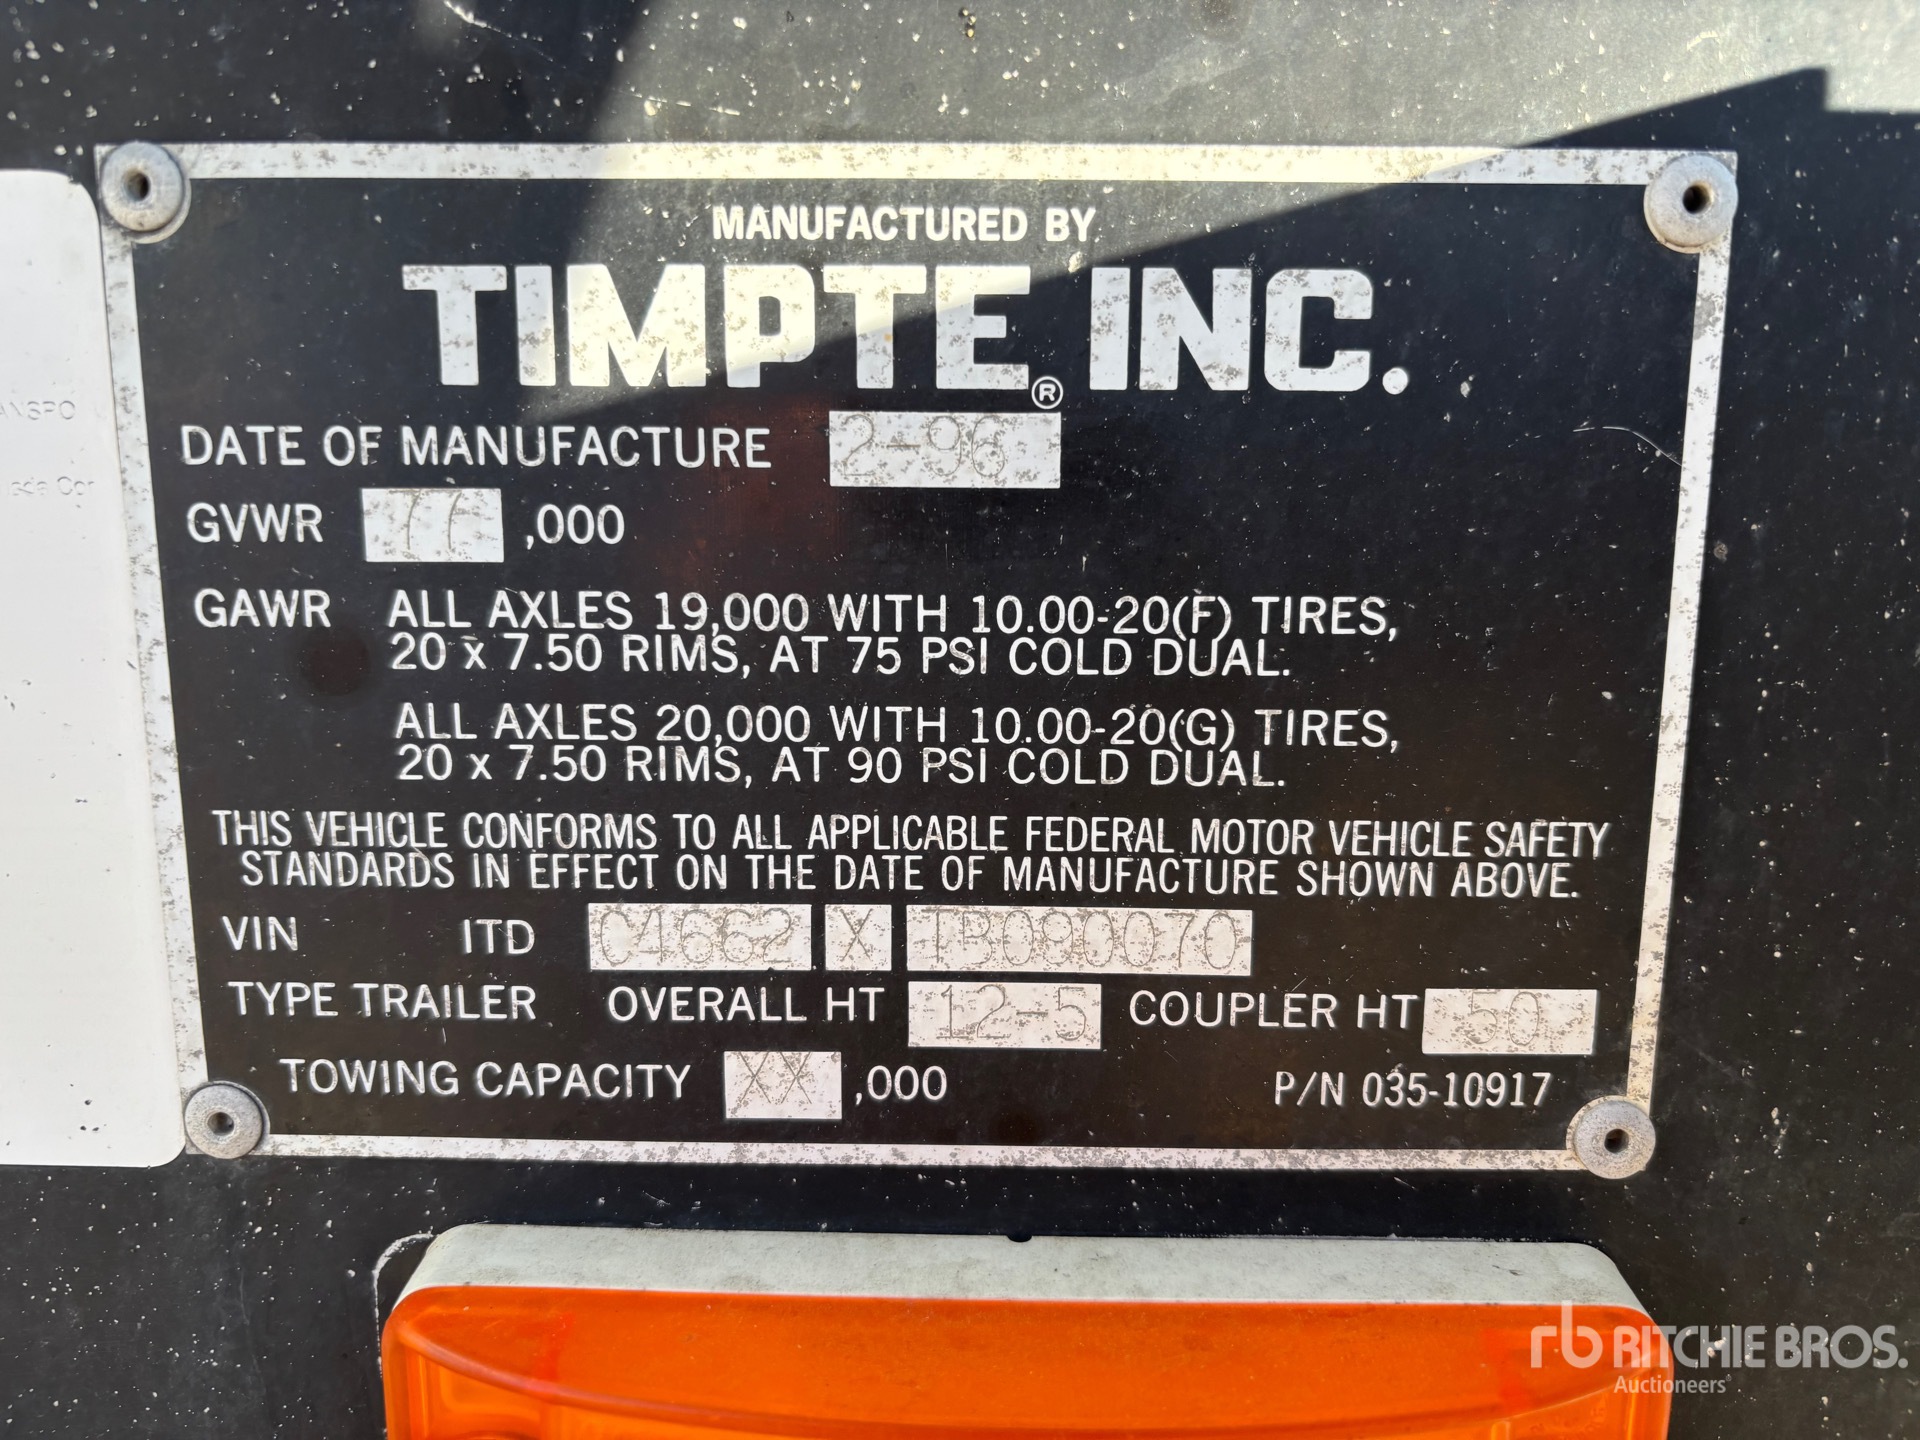 MANUFACTURED BY
TIMPTE® INC.
DATE OF MANUFACTURE 2-96
GVWR 77 ,000
GAWR ALL AXLES 19,000 WITH 10.00-20(F) TIRES,
20 x 7.50 RIMS, AT 75 PSI COLD DUAL.
ALL AXLES 20,000 WITH 10.00-20(G) TIRES,
20 x 7.50 RIMS, AT 90 PSI COLD DUAL.
THIS VEHICLE CONFORMS TO ALL APPLICABLE FEDERAL MOTOR VEHICLE SAFETY
STANDARDS IN EFFECT ON THE DATE OF MANUFACTURE SHOWN ABOVE.
VIN ITD C4662 X TB090070
TYPE TRAILER OVERALL HT 12-5 COUPLER HT 50
TOWING CAPACITY XX ,000 P/N 035-10917
rb RITCHIE BROS.
Auctioneers